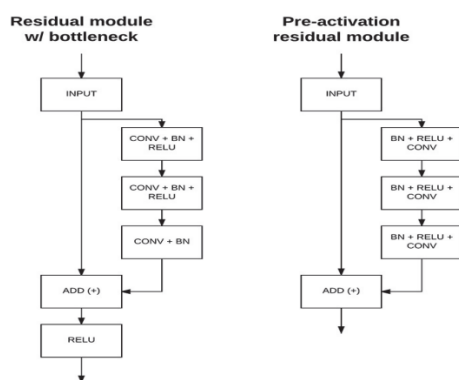 Residual module
w/ bottleneck
INPUT
CONV + BN +
RELU
CONV + BN +
RELU
CONV + BN
ADD (+)
RELU
Pre-activation
residual module
INPUT
BN + RELU +
CONV
BN + RELU +
CONV
BN + RELU +
CONV
ADD (+)